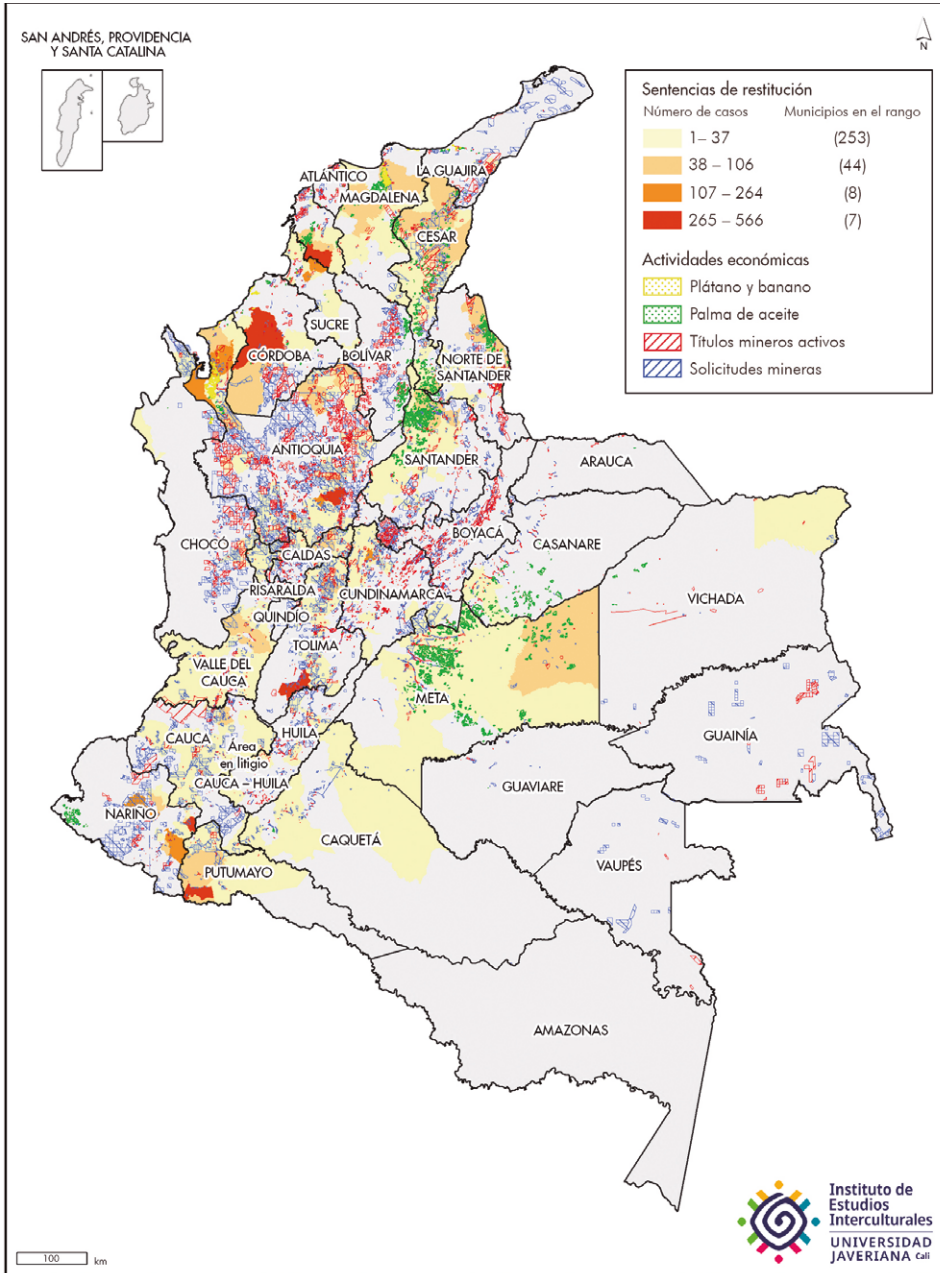 SAN ANDRÉS, PROVIDENCIA
Y SANTA CATALINA
N
Sentencias de restitución
Número de casos Municipios en el rango
1– 37 (253)
38 – 106 (44)
107 – 264 (8)
265 – 566 (7)
Actividades económicas
Plátano y banano
Palma de aceite
Títulos mineros activos
Solicitudes mineras
LA GUAJIRA
ATLÁNTICO
MAGDALENA
CESAR
SUCRE
CÓRDOBA
BOLÍVAR
NORTE DE
SANTANDER
ANTIOQUIA
SANTANDER
ARAUCA
CHOCÓ
BOYACÁ
CASANARE
CALDAS
RISARALDA
CUNDINAMARCA
VICHADA
QUINDÍO
TOLIMA
VALLE DEL
CAUCA
META
CAUCA
HUILA
Área
en litigio
CAUCA – HUILA
GUAINÍA
GUAVIARE
NARIÑO
CAQUETÁ
PUTUMAYO
VAUPÉS
AMAZONAS
100 km
Instituto de
Estudios
Interculturales
UNIVERSIDAD
JAVERIANA Cali